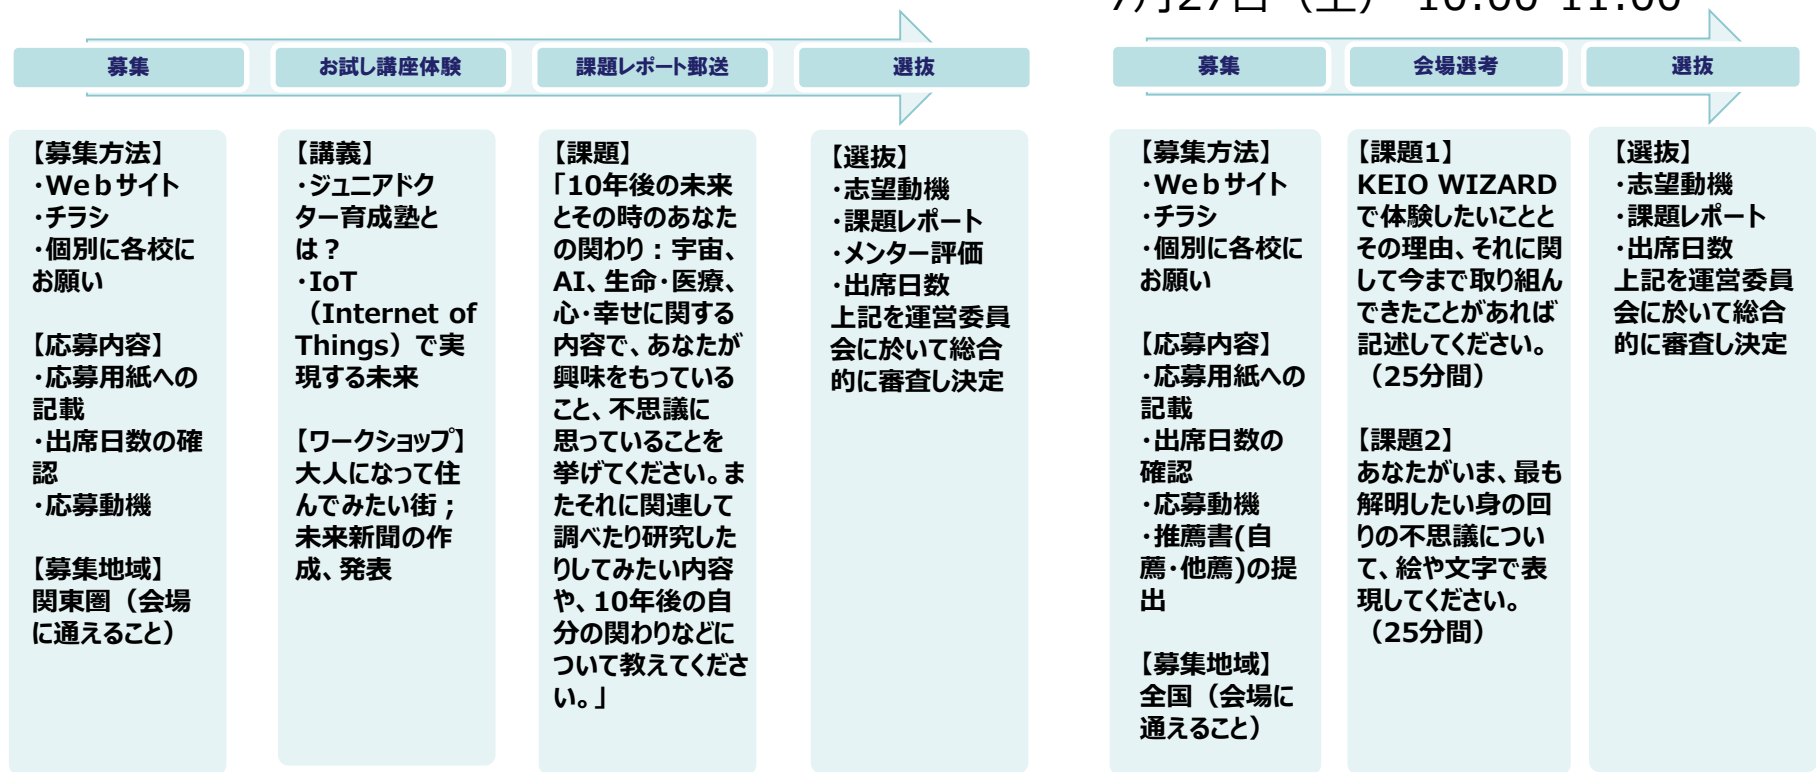 7月27日（土） 10:00-11:00
募集
お試し講座体験
課題レポート郵送
選抜
【募集方法】
・Ｗｅｂサイト
・チラシ
・個別に各校に
お願い
【応募内容】
・応募用紙への
記載
・出席日数の確
認
・応募動機
【募集地域】
関東圏（会場
に通えること）
【講義】
・ジュニアドク
ター育成塾と
は？
・IoT
（Internet of
Things）で実
現する未来
【ワークショップ】
大人になって住
んでみたい街；
未来新聞の作
成、発表
【課題】
「10年後の未来
とその時のあなた
の関わり：宇宙、
AI、生命・医療、
心・幸せに関する
内容で、あなたが
興味をもっている
こと、不思議に
思っていることを
挙げてください。ま
たそれに関連して
調べたり研究した
りしてみたい内容
や、10年後の自
分の関わりなどに
ついて教えてくださ
い。」
【選抜】
・志望動機
・課題レポート
・メンター評価
・出席日数
上記を運営委員
会に於いて総合
的に審査し決定
募集
会場選考
選抜
【募集方法】
・Ｗｅｂサイト
・チラシ
・個別に各校に
お願い
【応募内容】
・応募用紙への
記載
・出席日数の
確認
・応募動機
・推薦書(自
薦・他薦)の提
出
【募集地域】
全国（会場に
通えること）
【課題1】
KEIO WIZARD
で体験したいことと
その理由、それに関
して今まで取り組ん
できたことがあれば
記述してください。
（25分間）
【課題2】
あなたがいま、最も
解明したい身の回
りの不思議につい
て、絵や文字で表
現してください。
（25分間）
【選抜】
・志望動機
・課題レポート
・出席日数
上記を運営委員
会に於いて総合
的に審査し決定